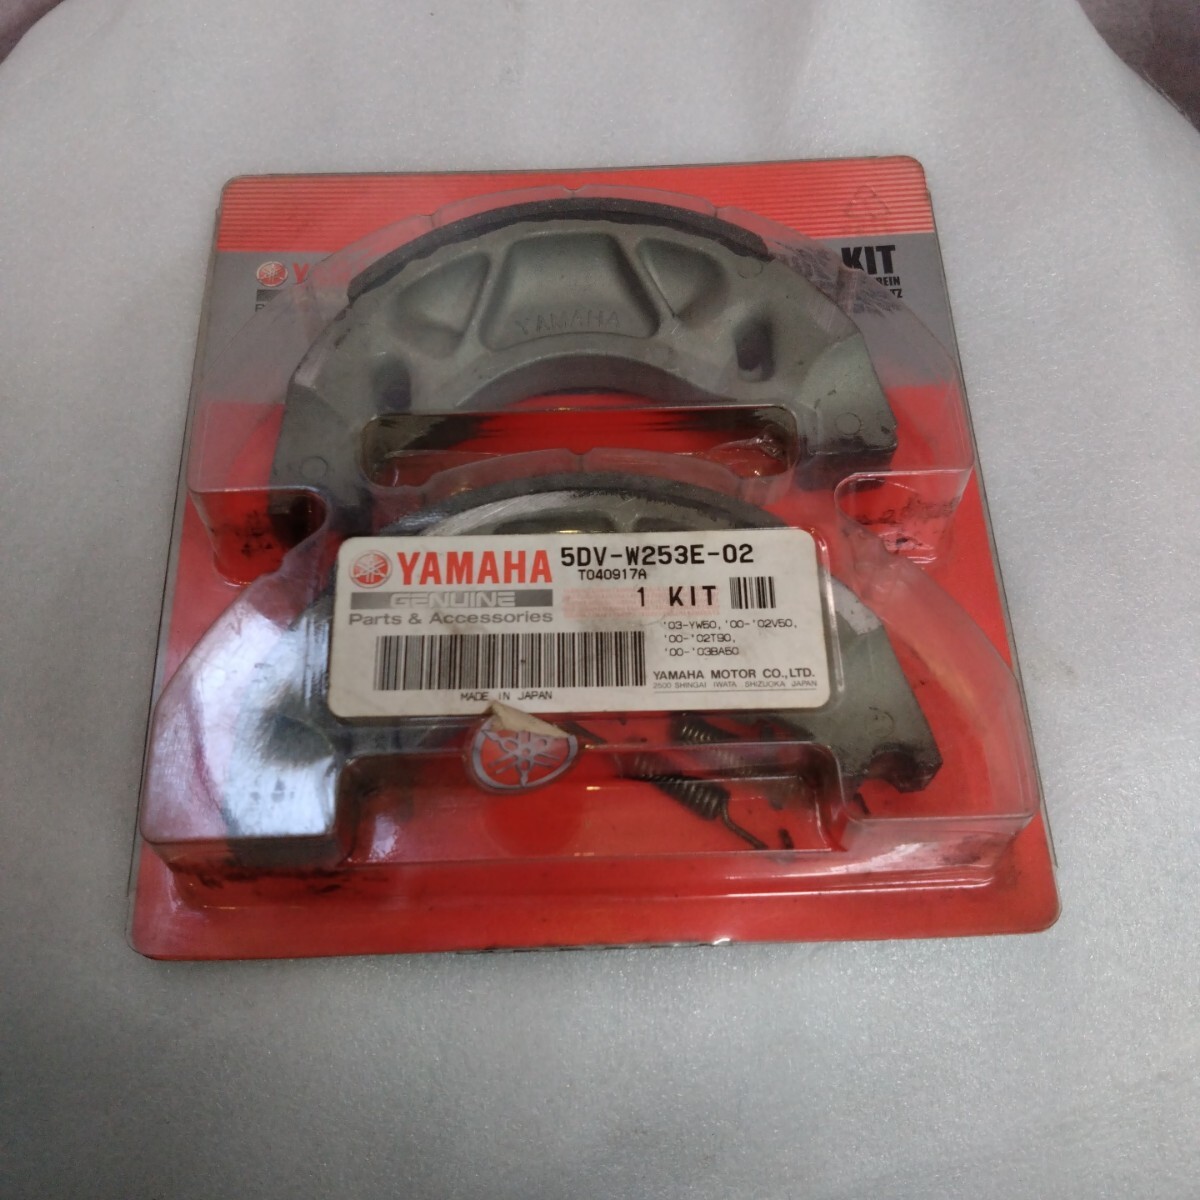 KIT
YAMAHA
YAMAHA 5DV-W253E-02
T040917A
GENUINE
1 KIT
Parts & Accessories
'03-YW50, '00-'02V50,
'00-'02T90,
'00-'03BA50
YAMAHA MOTOR CO.,LTD.
2500 SHINGAI IWATA SHIZUOKA JAPAN
MADE IN JAPAN